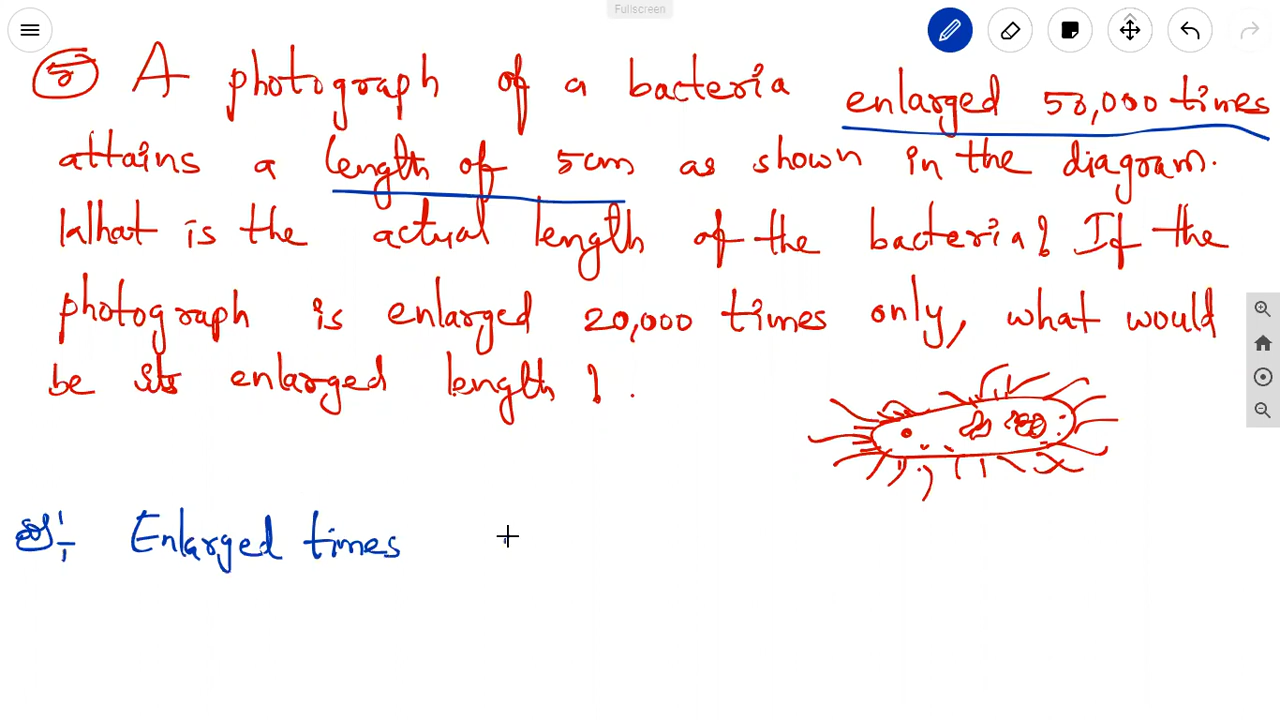 Fullscreen
5 A photograph of a bacteria enlarged 50,000 times
attains a length of 5cm as shown in the diagram.
What is the actual length of the bacteria? If the
photograph is enlarged 20,000 times only, what would
be its enlarged length?.
Enlarged times